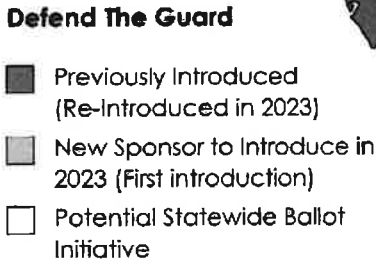 Defend The Guard
Previously Introduced
(Re-Introduced in 2023)
New Sponsor to Introduce in
2023 (First introduction)
Potential Statewide Ballot
Initiative